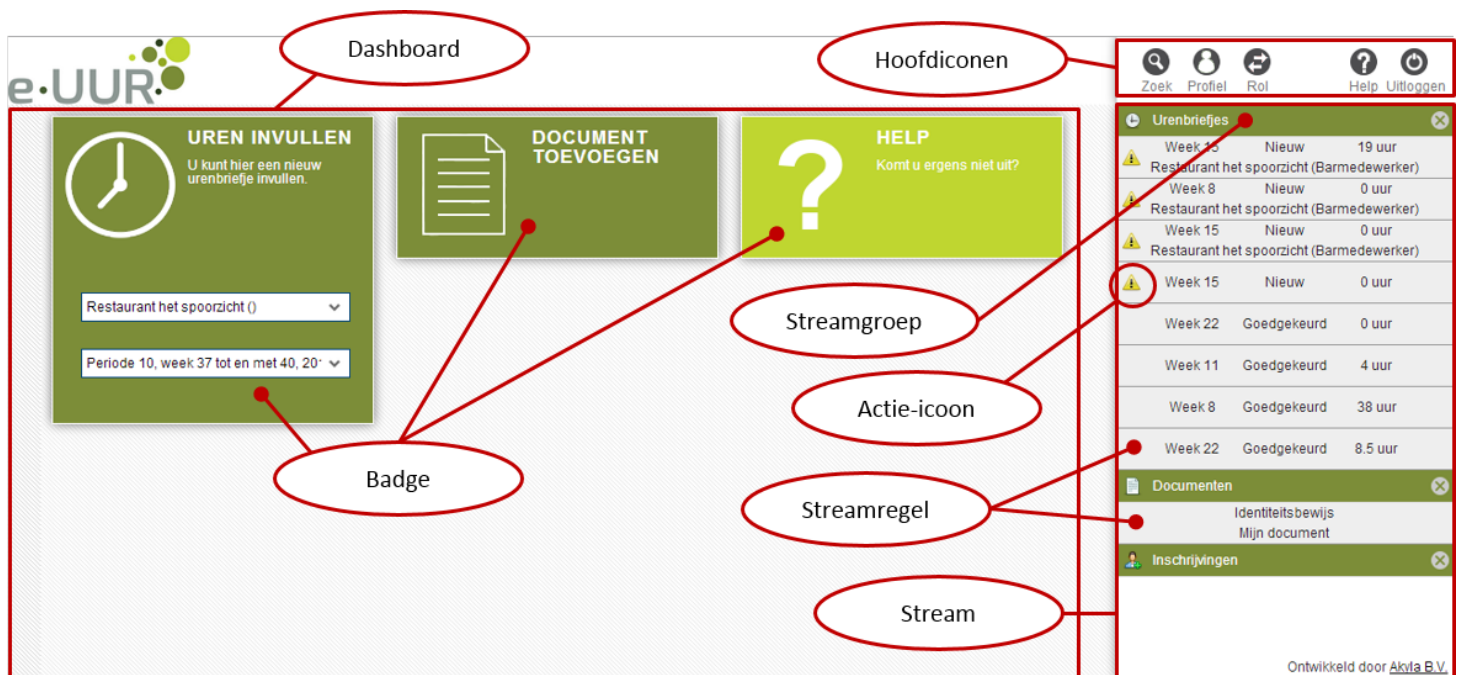 Dashboard
Hoofdiconen
e·UUR
Zoek Profiel Rol Help Uitloggen
UREN INVULLEN
U kunt hier een nieuw
urenbriefje invullen.
Restaurant het spoorzicht ()
Periode 10, week 37 tot en met 40, 20
DOCUMENT
TOEVOEGEN
HELP
Komt u ergens niet uit?
Badge
Streamgroep
Actie-icoon
Streamregel
Stream
Urenbriefjes
Week 15 Nieuw 19 uur
Restaurant het spoorzicht (Barmedewerker)
Week 8 Nieuw 0 uur
Restaurant het spoorzicht (Barmedewerker)
Week 15 Nieuw 0 uur
Restaurant het spoorzicht (Barmedewerker)
Week 15 Nieuw 0 uur
Week 22 Goedgekeurd 0 uur
Week 11 Goedgekeurd 4 uur
Week 8 Goedgekeurd 38 uur
Week 22 Goedgekeurd 8.5 uur
Documenten
Identiteitsbewijs
Mijn document
Inschrijvingen
Ontwikkeld door Akyla B.V.